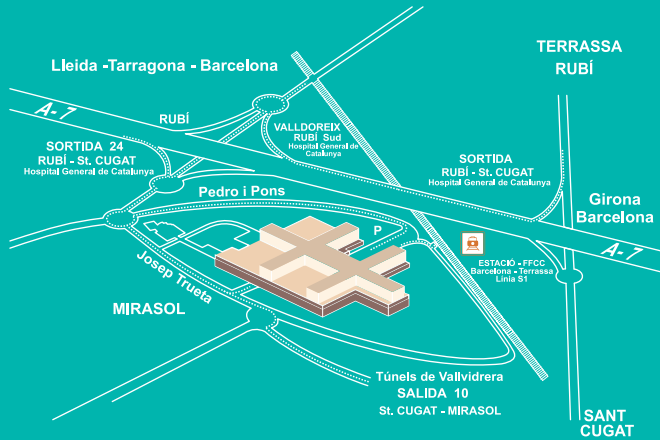 TERRASSA
RUBÍ
Lleida -Tarragona - Barcelona
A- 7
RUBÍ
VALLDOREIX
RUBÍ Sud
Hospital General de
Catalunya
SORTIDA 24
RUBÍ - St. CUGAT
Hospital General de Catalunya
SORTIDA
RUBÍ - St. CUGAT
Hospital General de Catalunya
Pedro i Pons
Girona
Barcelona
P
A- 7
ESTACIÓ - FFCC
Barcelona - Terrassa
Línia S1
Josep Trueta
MIRASOL
Túnels de Vallvidrera
SALIDA 10
St. CUGAT - MIRASOL
SANT
CUGAT